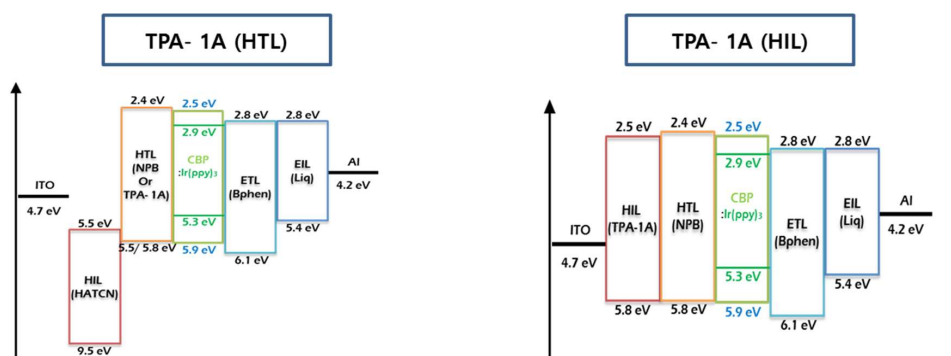 TPA- 1A (HTL)
2.4 eV
2.5 eV
2.8 eV
2.8 eV
2.9 eV
HTL
(NPB
Or
TPA- 1A)
CBP
:Ir(ppy)₃
ETL
(Bphen)
EIL
(Liq)
Al
4.2 eV
ITO
4.7 eV
5.5 eV
5.3 eV
5.4 eV
5.5/ 5.8 eV
5.9 eV
6.1 eV
HIL
(HATCN)
9.5 eV
TPA- 1A (HIL)
2.5 eV
2.4 eV
2.5 eV
2.8 eV
2.8 eV
2.9 eV
ITO
4.7 eV
HIL
(TPA-1A)
HTL
(NPB)
CBP
:Ir(ppy)₃
ETL
(Bphen)
EIL
(Liq)
Al
4.2 eV
5.3 eV
5.4 eV
5.8 eV
5.8 eV
5.9 eV
6.1 eV